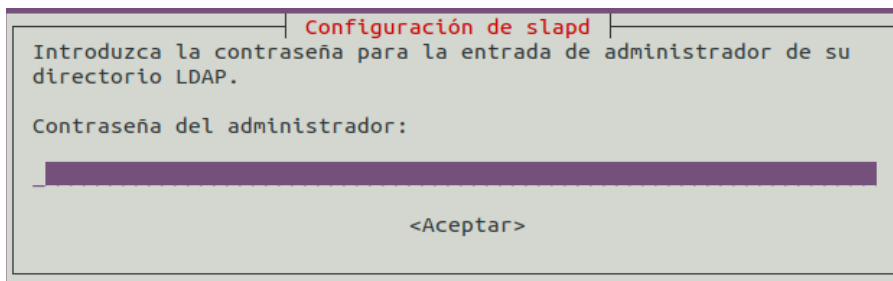 Configuración de slapd
Introduzca la contraseña para la entrada de administrador de su
directorio LDAP.
Contraseña del administrador:
<Aceptar>